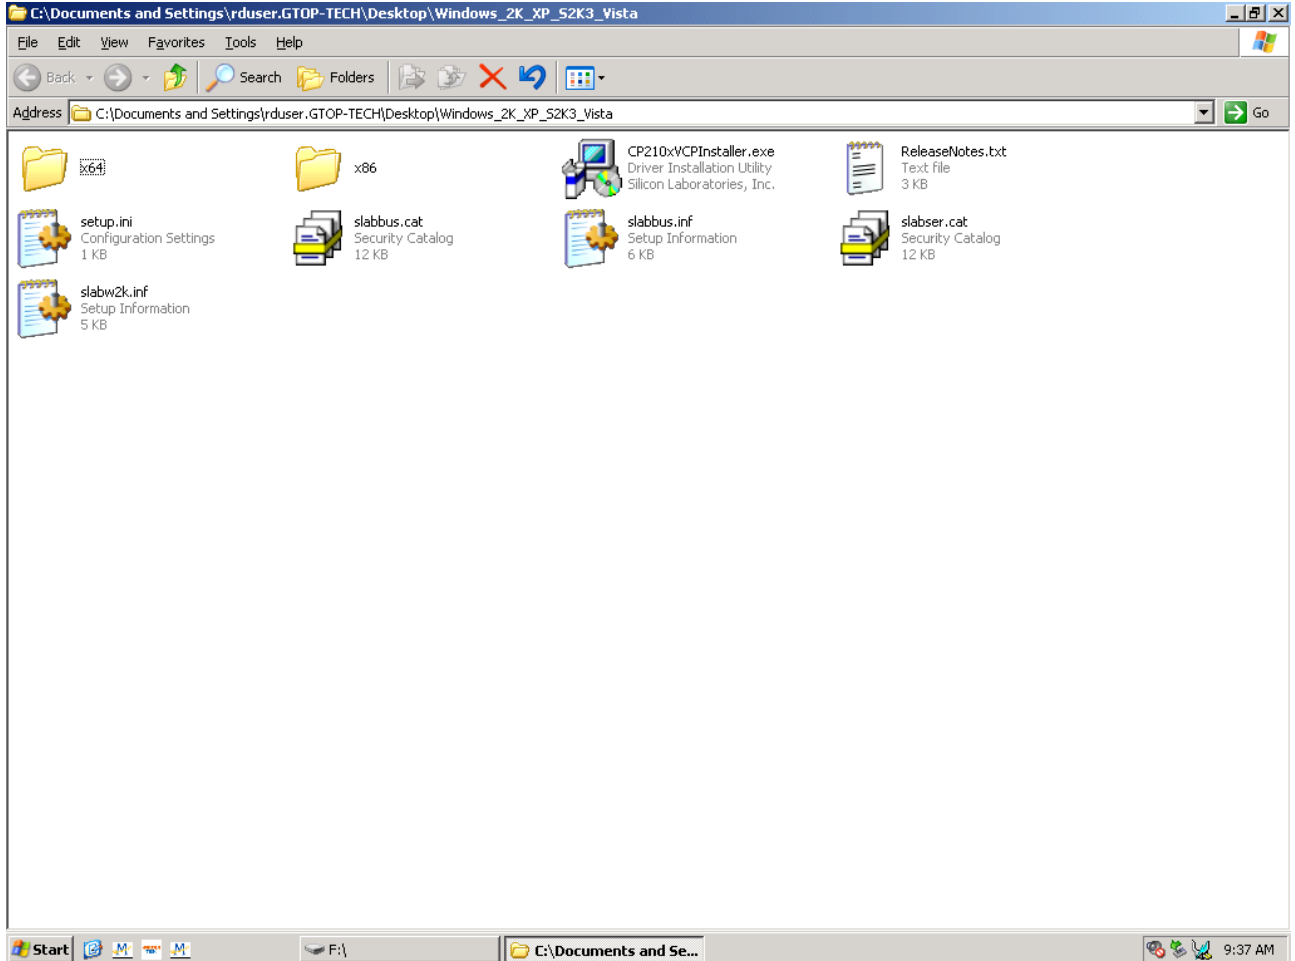 C:\Documents and Settings\rduser.GTOP-TECH\Desktop\Windows_2K_XP_S2K3_Vista
File Edit View Favorites Tools Help
Back Search Folders
Address C:\Documents and Settings\rduser.GTOP-TECH\Desktop\Windows_2K_XP_S2K3_Vista Go
x64
x86
CP210xVCPInstaller.exe
Driver Installation Utility
Silicon Laboratories, Inc.
ReleaseNotes.txt
Text file
3 KB
setup.ini
Configuration Settings
1 KB
slabbus.cat
Security Catalog
12 KB
slabbus.inf
Setup Information
6 KB
slabser.cat
Security Catalog
12 KB
slabw2k.inf
Setup Information
5 KB
Start F:\ C:\Documents and Se... 9:37 AM